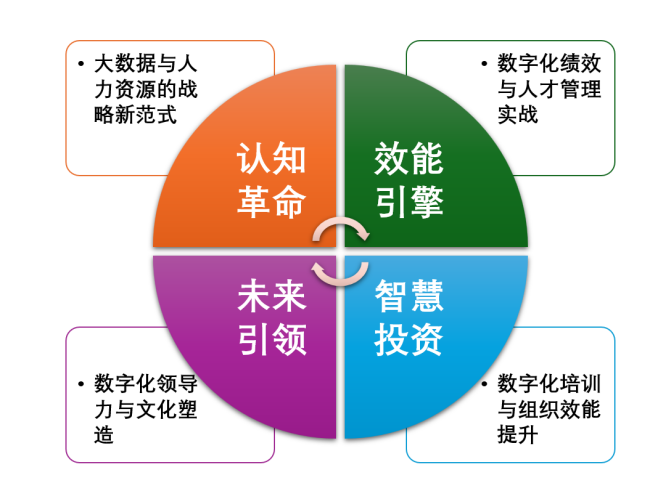 • 大数据与人
力资源的战
略新范式
认知
革命
• 数字化绩效
与人才管理
实战
效能
引擎
未来
引领
• 数字化领导
力与文化塑
造
智慧
投资
• 数字化培训
与组织效能
提升